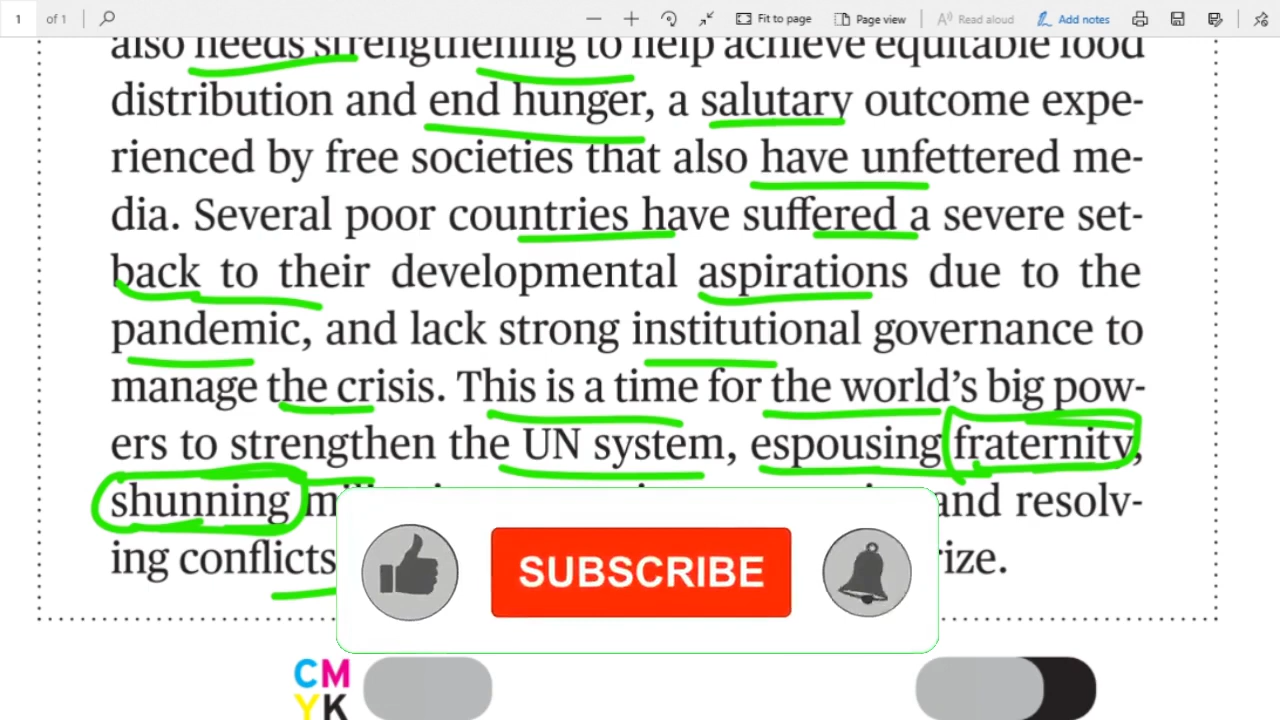 1 of 1 Fit to page Page view Read aloud Add notes
also needs strengthening to help achieve equitable food
distribution and end hunger, a salutary outcome expe-
rienced by free societies that also have unfettered me-
dia. Several poor countries have suffered a severe set-
back to their developmental aspirations due to the
pandemic, and lack strong institutional governance to
manage the crisis. This is a time for the world’s big pow-
ers to strengthen the UN system, espousing fraternity,
shunning and resolv-
ing conflicts
SUBSCRIBE
CM
YK